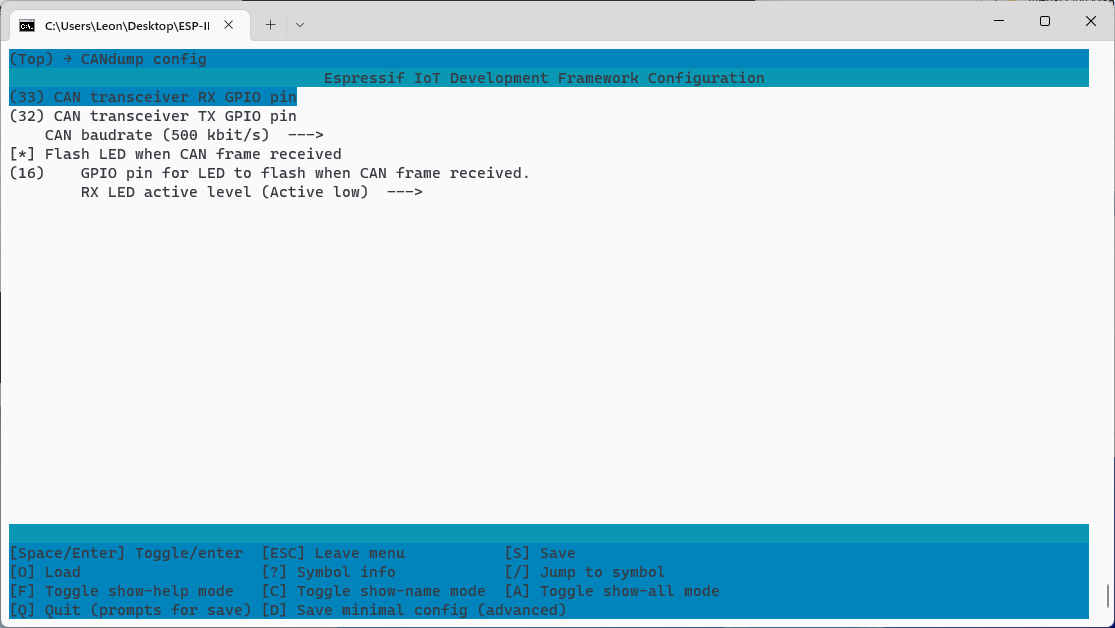 C:\Users\Leon\Desktop\ESP-I
(Top) → CANdump config
Espressif IoT Development Framework Configuration
(33) CAN transceiver RX GPIO pin
(32) CAN transceiver TX GPIO pin
CAN baudrate (500 kbit/s)  --->
[*] Flash LED when CAN frame received
(16)    GPIO pin for LED to flash when CAN frame received.
RX LED active level (Active low)  --->
[Space/Enter] Toggle/enter  [ESC] Leave menu           [S] Save
[O] Load                    [?] Symbol info            [/] Jump to symbol
[F] Toggle show-help mode   [C] Toggle show-name mode  [A] Toggle show-all mode
[Q] Quit (prompts for save) [D] Save minimal config (advanced)